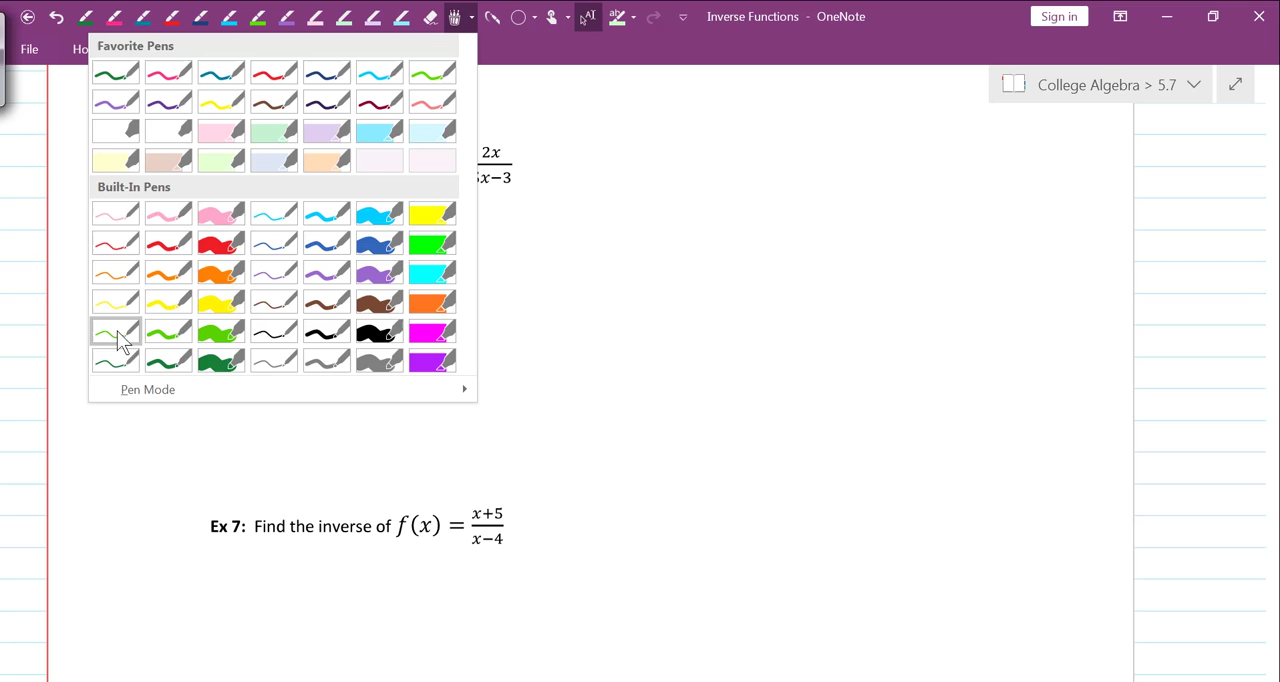 Inverse Functions - OneNote
Sign in
File
Favorite Pens
College Algebra > 5.7
2x
x−3
Built-In Pens
Pen Mode
Ex 7: Find the inverse of f(x) = x+5
x−4